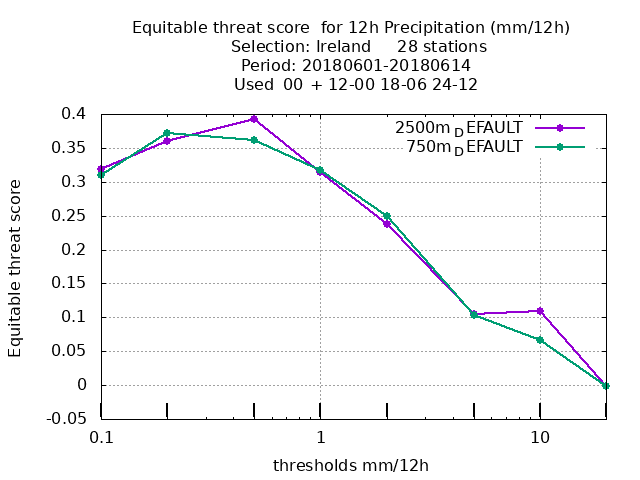 Equitable threat score  for 12h Precipitation (mm/12h)
Selection: Ireland     28 stations
Period: 20180601-20180614
Used  00  + 12-00 18-06 24-12
2500m_DEFAULT
750m_DEFAULT
0.4
0.35
0.3
0.25
0.2
0.15
0.1
0.05
0
-0.05
Equitable threat score
0.1 1 10
thresholds mm/12h